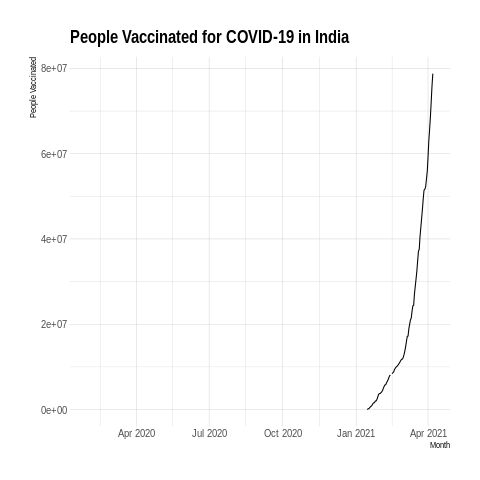 People Vaccinated for COVID-19 in India
People Vaccinated
8e+07
6e+07
4e+07
2e+07
0e+00
Apr 2020 Jul 2020 Oct 2020 Jan 2021 Apr 2021
Month